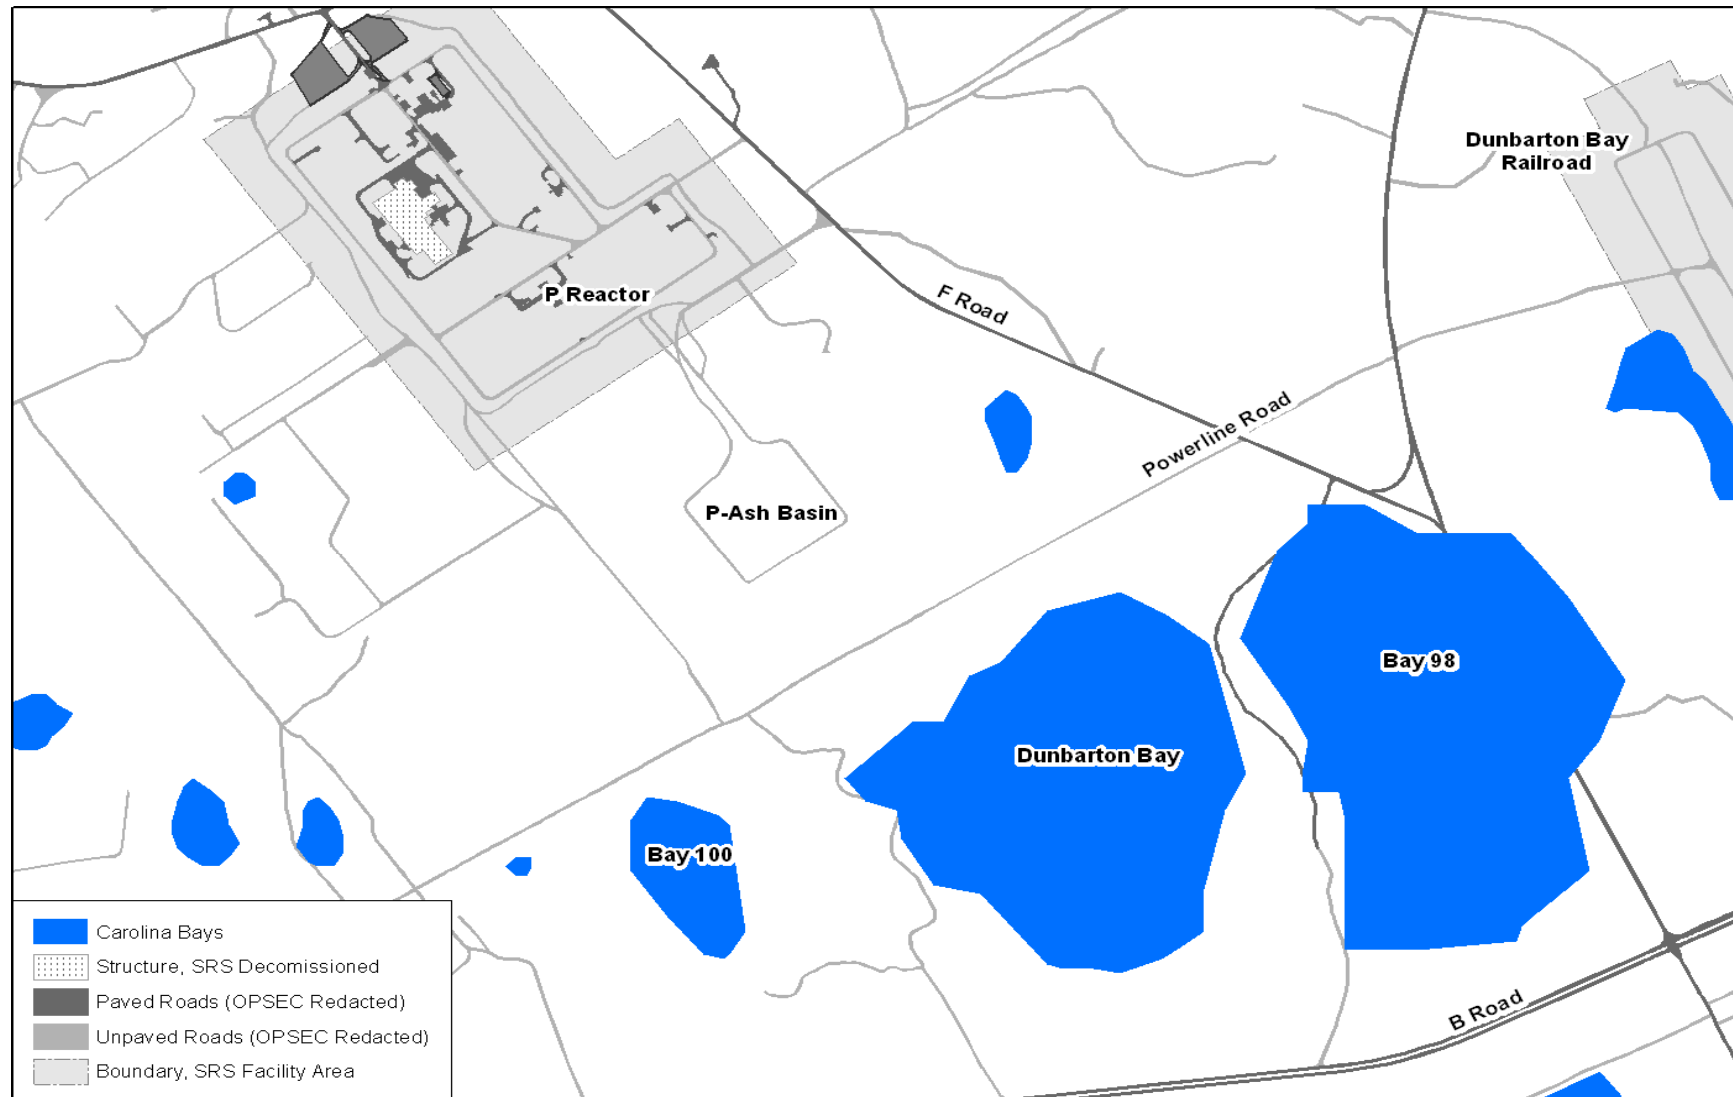 Dunbarton Bay
Railroad
P Reactor
F Road
Powerline Road
P-Ash Basin
Bay 98
Dunbarton Bay
Bay 100
B Road
Carolina Bays
Structure, SRS Decomissioned
Paved Roads (OPSEC Redacted)
Unpaved Roads (OPSEC Redacted)
Boundary, SRS Facility Area